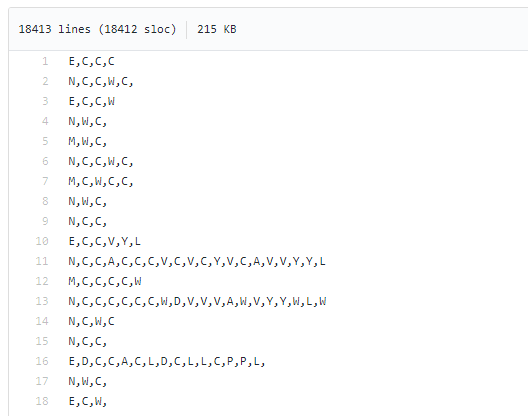 18413 lines (18412 sloc) 215 KB
1 E,C,C,C
2 N,C,C,W,C,
3 E,C,C,W
4 N,W,C,
5 M,W,C,
6 N,C,C,W,C,
7 M,C,W,C,C,
8 N,W,C,
9 N,C,C,
10 E,C,C,V,Y,L
11 N,C,C,A,C,C,C,V,C,V,C,Y,V,C,A,V,V,Y,Y,L
12 M,C,C,C,C,W
13 N,C,C,C,C,C,C,W,D,V,V,V,A,W,V,Y,Y,W,L,W
14 N,C,W,C
15 N,C,C,
16 E,D,C,C,A,C,L,D,C,L,L,C,P,P,L,
17 N,W,C,
18 E,C,W,